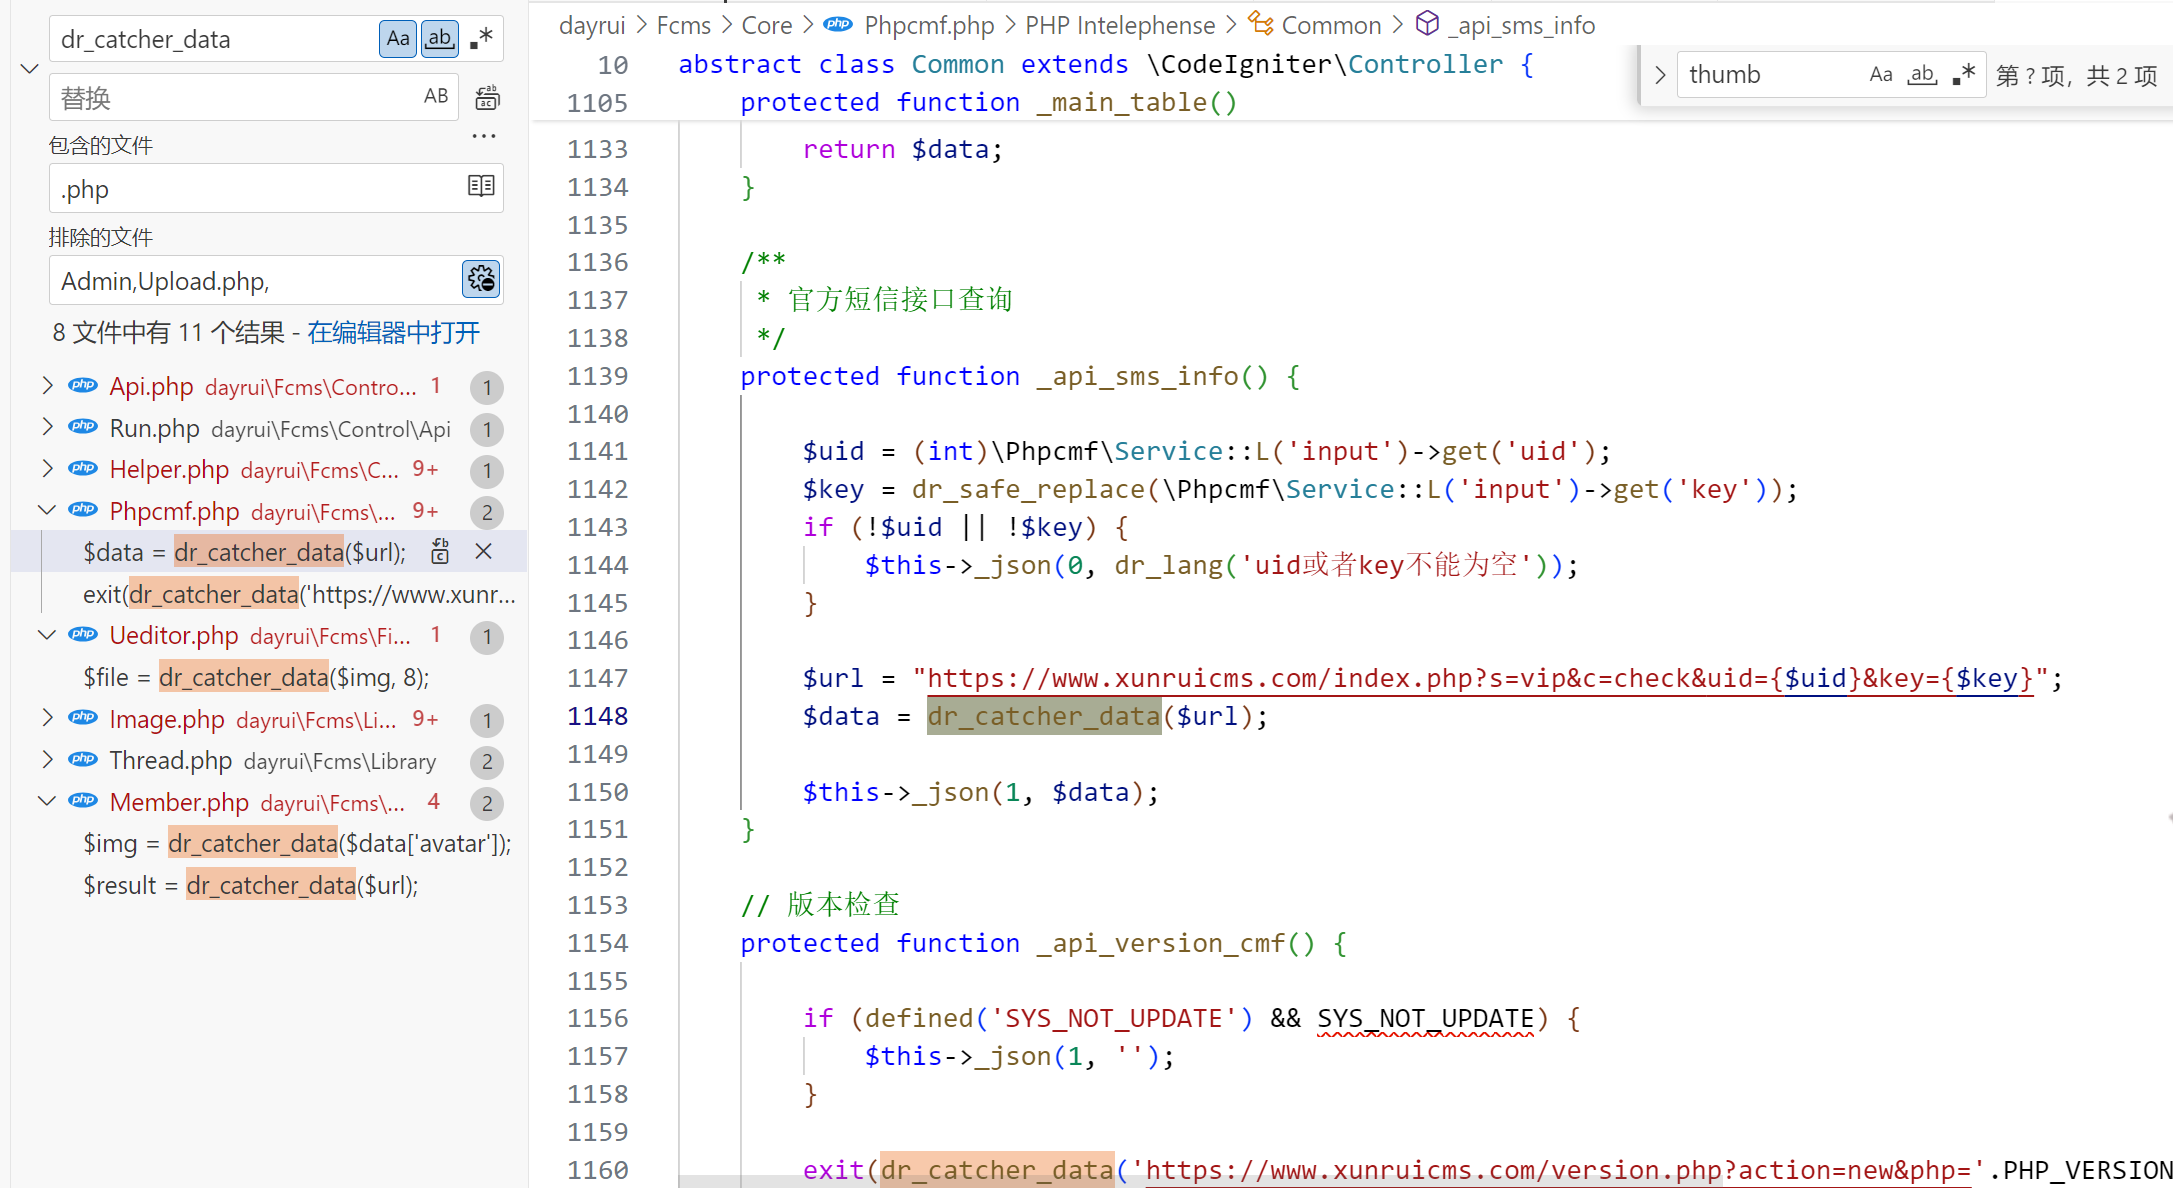 dr_catcher_data
Aa
ab
.*
替换
AB
包含的文件
...
.php
排除的文件
Admin,Upload.php,
8 文件中有 11 个结果 - 在编辑器中打开
Api.php dayrui\Fcms\Contro... 1 1
Run.php dayrui\Fcms\Control\Api 1
Helper.php dayrui\Fcms\C... 9+ 1
Phpcmf.php dayrui\Fcms\... 9+ 2
$data = dr_catcher_data($url);
exit(dr_catcher_data('https://www.xunr...
Ueditor.php dayrui\Fcms\Fi... 1 1
$file = dr_catcher_data($img, 8);
Image.php dayrui\Fcms\Li... 9+ 1
Thread.php dayrui\Fcms\Library 2
Member.php dayrui\Fcms\... 4 2
$img = dr_catcher_data($data['avatar']);
$result = dr_catcher_data($url);
dayrui > Fcms > Core > php Phpcmf.php > PHP Intelephense > Common > _api_sms_info
thumb Aa ab .* 第 ? 项，共 2 项
10 abstract class Common extends \CodeIgniter\Controller {
1105 protected function _main_table()
1133 return $data;
1134 }
1135
1136 /**
1137 * 官方短信接口查询
1138 */
1139 protected function _api_sms_info() {
1140
1141 $uid = (int)\Phpcmf\Service::L('input')->get('uid');
1142 $key = dr_safe_replace(\Phpcmf\Service::L('input')->get('key'));
1143 if (!$uid || !$key) {
1144 $this->_json(0, dr_lang('uid或者key不能为空'));
1145 }
1146
1147 $url = "https://www.xunruicms.com/index.php?s=vip&c=check&uid={$uid}&key={$key}";
1148 $data = dr_catcher_data($url);
1149
1150 $this->_json(1, $data);
1151 }
1152
1153 // 版本检查
1154 protected function _api_version_cmf() {
1155
1156 if (defined('SYS_NOT_UPDATE') && SYS_NOT_UPDATE) {
1157 $this->_json(1, '');
1158 }
1159
1160 exit(dr_catcher_data('https://www.xunruicms.com/version.php?action=new&php='.PHP_VERSION